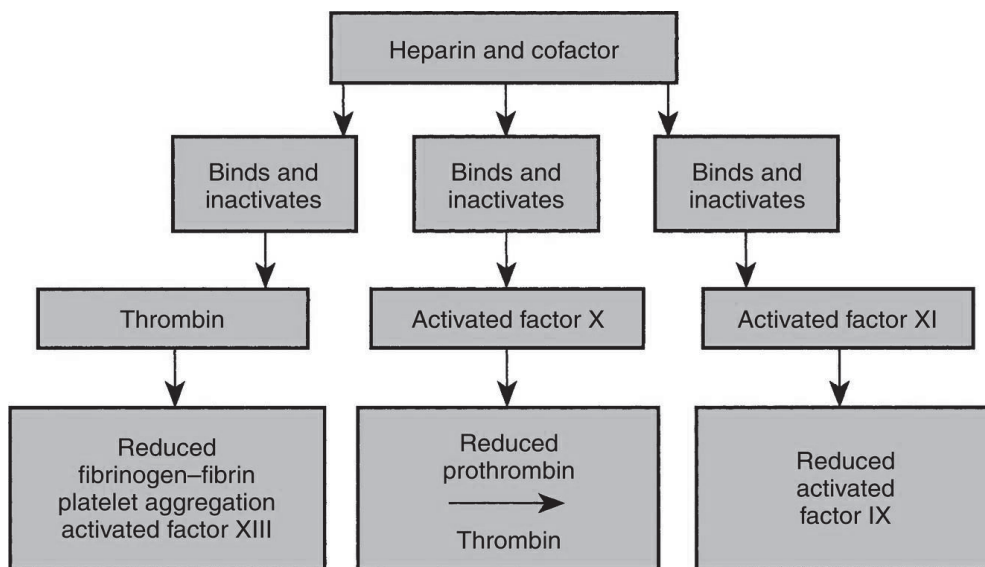 Heparin and cofactor
Binds and
inactivates
Binds and
inactivates
Binds and
inactivates
Thrombin
Activated factor X
Activated factor XI
Reduced
fibrinogen–fibrin
platelet aggregation
activated factor XIII
Reduced
prothrombin
Thrombin
Reduced
activated
factor IX